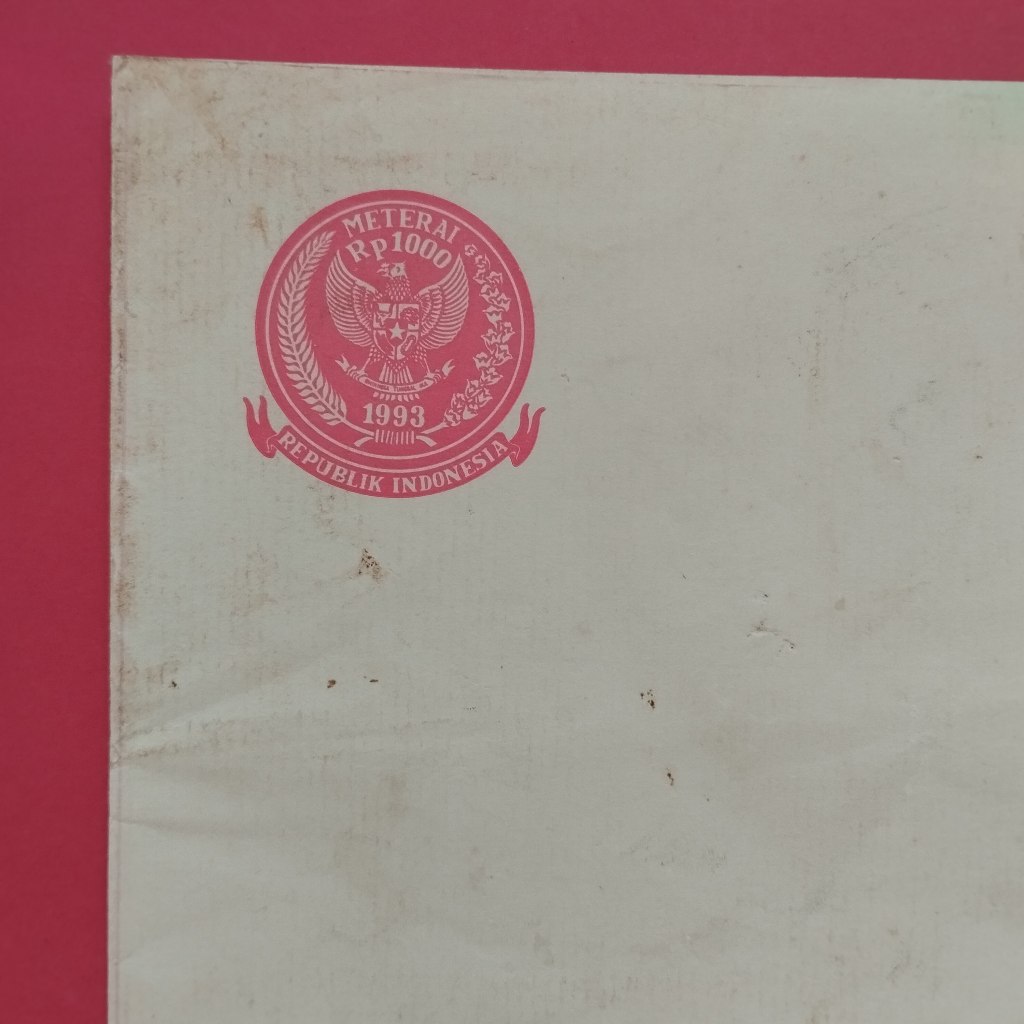 METERAI
Rp1000
1993
REPUBLIK INDONESIA